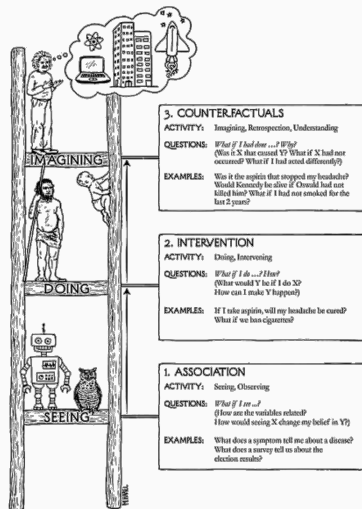 </>
3. COUNTERFACTUALS
ACTIVITY: Imagining, Retrospection, Understanding
QUESTIONS: What if I had done ...? Why?
(Was it X that caused Y? What if X had not
occurred? What if I had acted differently?)
EXAMPLES: Was it the aspirin that stopped my headache?
Would Kennedy be alive if Oswald had not
killed him? What if I had not smoked for the
last 2 years?
IMAGINING
2. INTERVENTION
ACTIVITY: Doing, Intervening
QUESTIONS: What if I do ...? How?
(What would Y be if I do X?
How can I make Y happen?)
EXAMPLES: If I take aspirin, will my headache be cured?
What if we ban cigarettes?
DOING
1. ASSOCIATION
ACTIVITY: Seeing, Observing
QUESTIONS: What if I see ...?
(How are the variables related?
How would seeing X change my belief in Y?)
EXAMPLES: What does a symptom tell me about a disease?
What does a survey tell us about the
election results?
SEEING